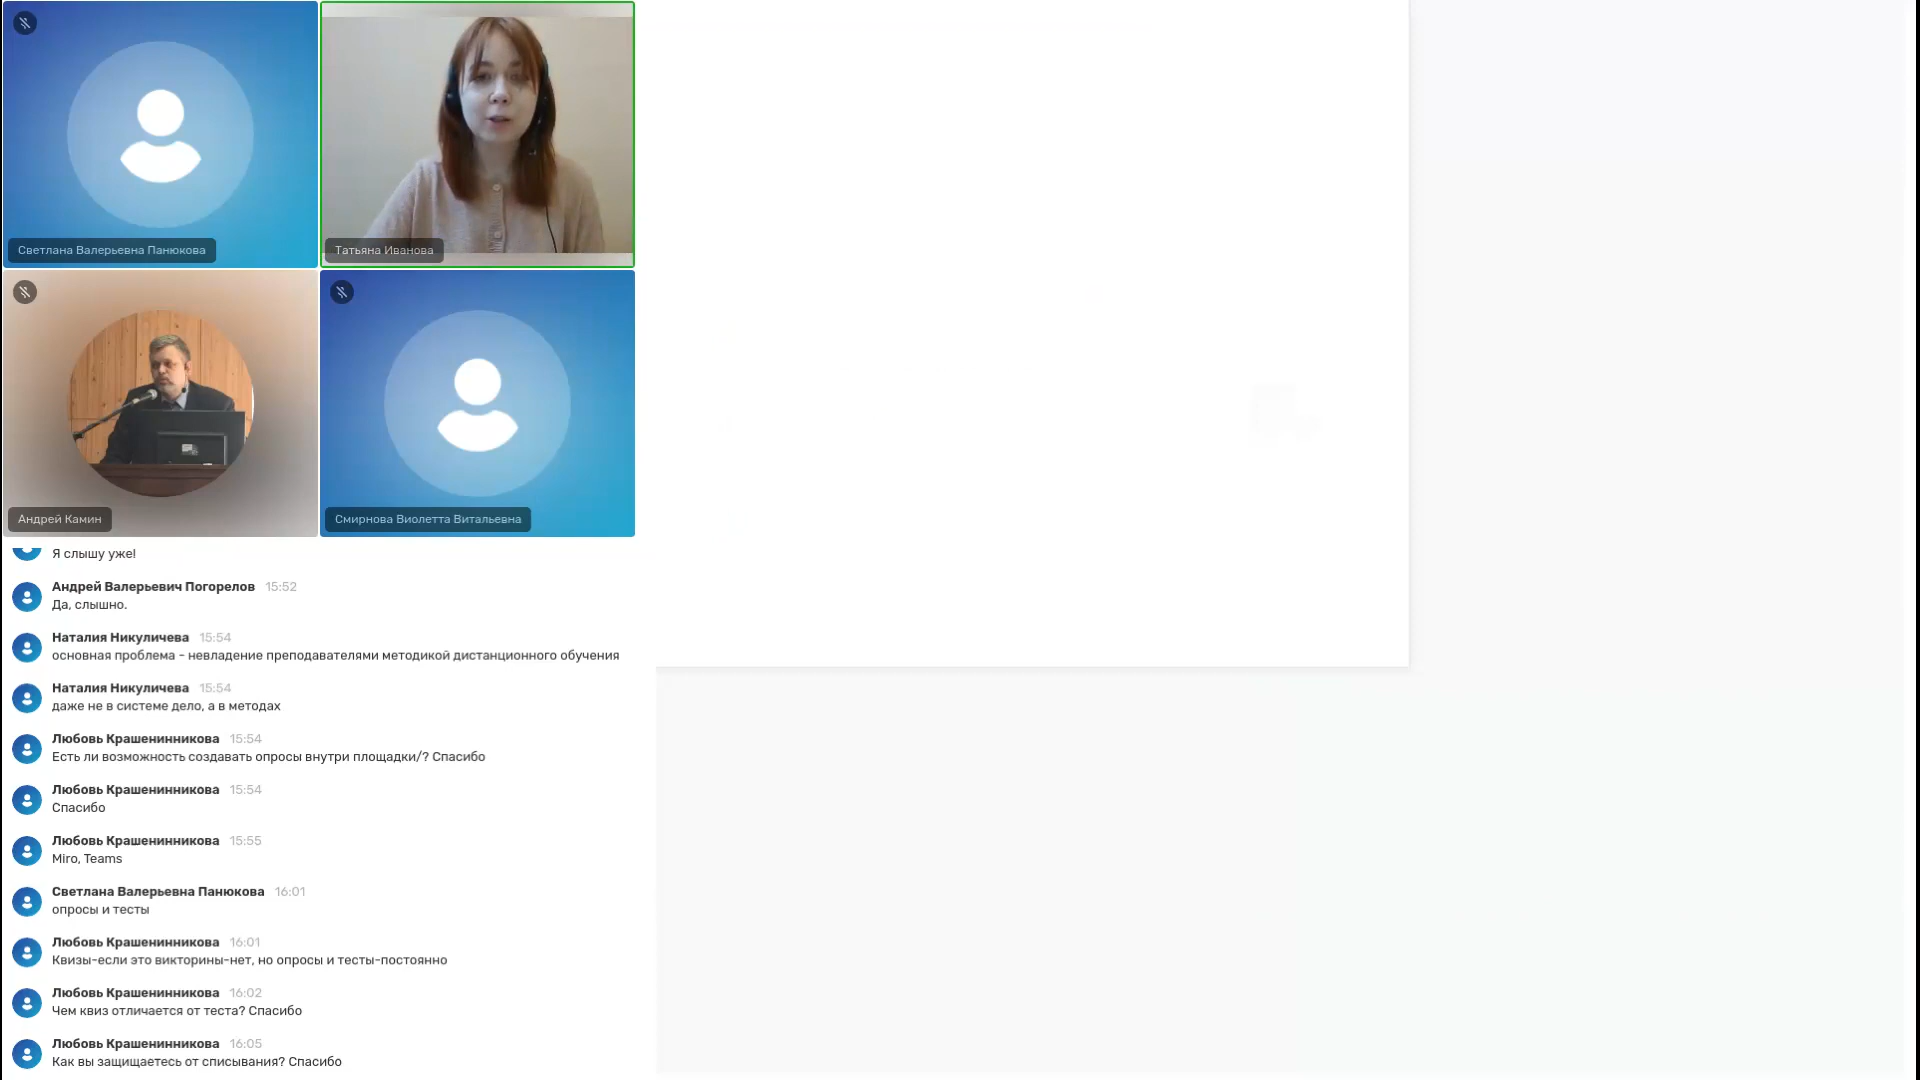 Светлана Валерьевна Панюкова
Татьяна Иванова
Андрей Камин
Смирнова Виолетта Витальевна
Я слышу уже!
Андрей Валерьевич Погорелов 15:52
Да, слышно.
Наталия Никуличева 15:54
основная проблема - невладение преподавателями методикой дистанционного обучения
Наталия Никуличева 15:54
даже не в системе дело, а в методах
Любовь Крашенинникова 15:54
Есть ли возможность создавать опросы внутри площадки/? Спасибо
Любовь Крашенинникова 15:54
Спасибо
Любовь Крашенинникова 15:55
Miro, Teams
Светлана Валерьевна Панюкова 16:01
опросы и тесты
Любовь Крашенинникова 16:01
Квизы-если это викторины-нет, но опросы и тесты-постоянно
Любовь Крашенинникова 16:02
Чем квиз отличается от теста? Спасибо
Любовь Крашенинникова 16:05
Как вы защищаетесь от списывания? Спасибо